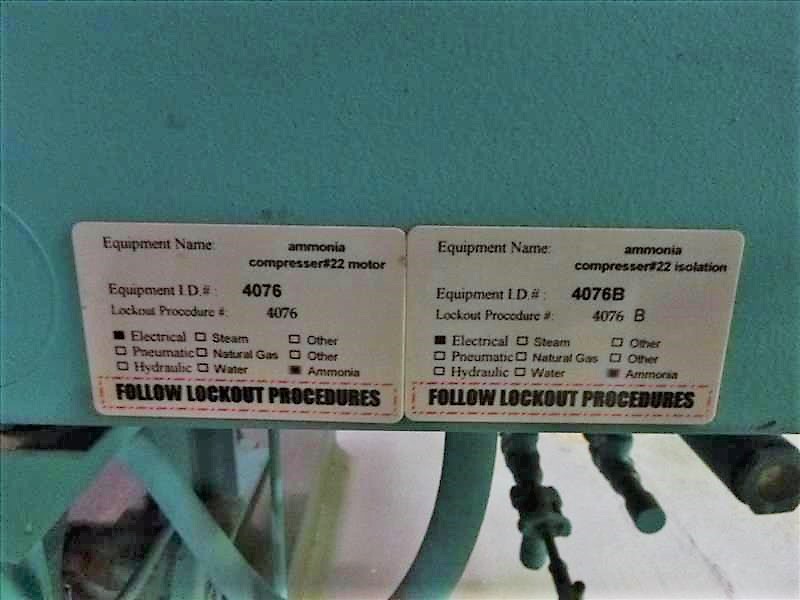 Equipment Name: ammonia
compresser#22 motor
Equipment I.D.# : 4076
Lockout Procedure #: 4076
■ Electrical □ Steam □ Other
□ Pneumatic □ Natural Gas □ Other
□ Hydraulic □ Water ■ Ammonia
FOLLOW LOCKOUT PROCEDURES
Equipment Name: ammonia
compresser#22 isolation
Equipment I.D.# : 4076B
Lockout Procedure #: 4076 B
■ Electrical □ Steam □ Other
□ Pneumatic □ Natural Gas □ Other
□ Hydraulic □ Water ■ Ammonia
FOLLOW LOCKOUT PROCEDURES